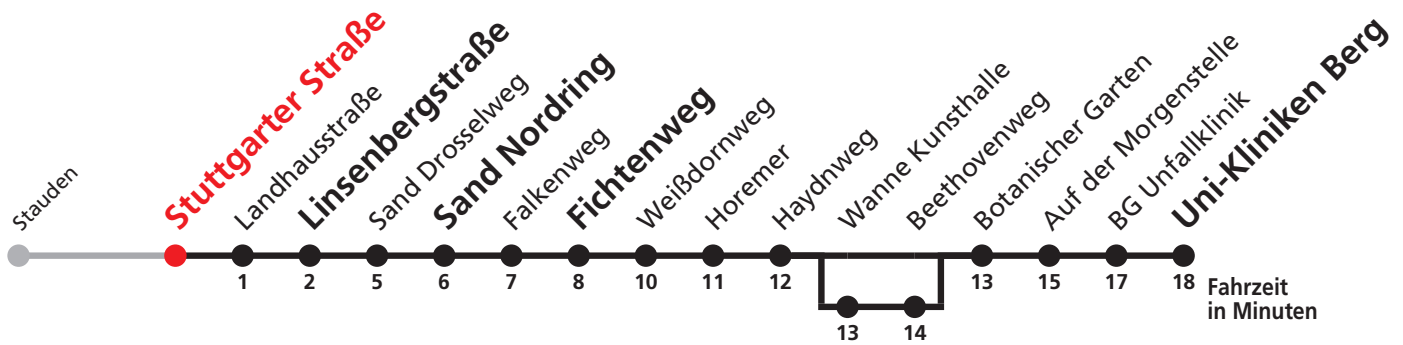 Stauden
Stuttgarter Straße
Landhausstraße
Linsenbergstraße
Sand Drosselweg
Sand Nordring
Falkenweg
Fichtenweg
Weißdornweg
Horemer
Haydnweg
Wanne Kunsthalle
Beethovenweg
Botanischer Garten
Auf der Morgenstelle
BG Unfallklinik
Uni-Kliniken Berg
1 2 5 6 7 8 10 11 12 13 15 17 18
Fahrzeit
in Minuten
13 14